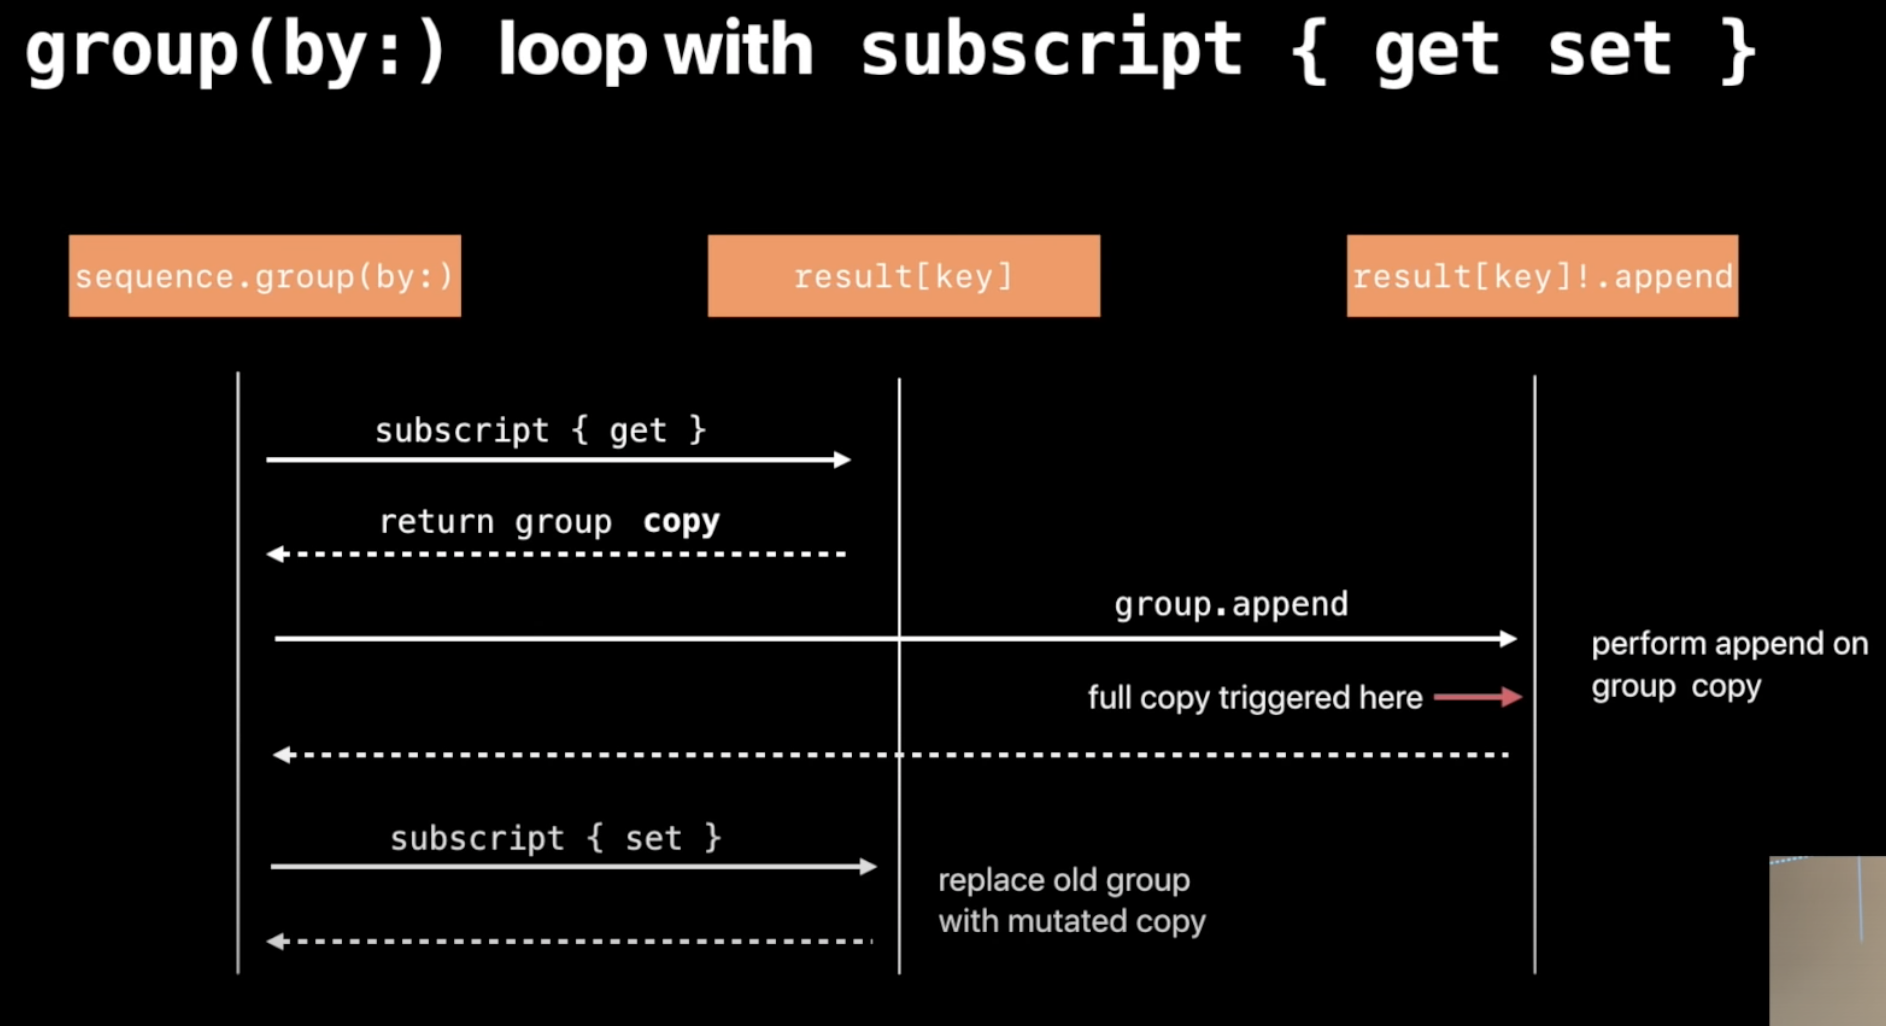 group(by:) loop with subscript { get set }
sequence.group(by:)
result[key]
result[key]!.append
subscript { get }
return group copy
group.append
perform append on
group copy
full copy triggered here
subscript { set }
replace old group
with mutated copy